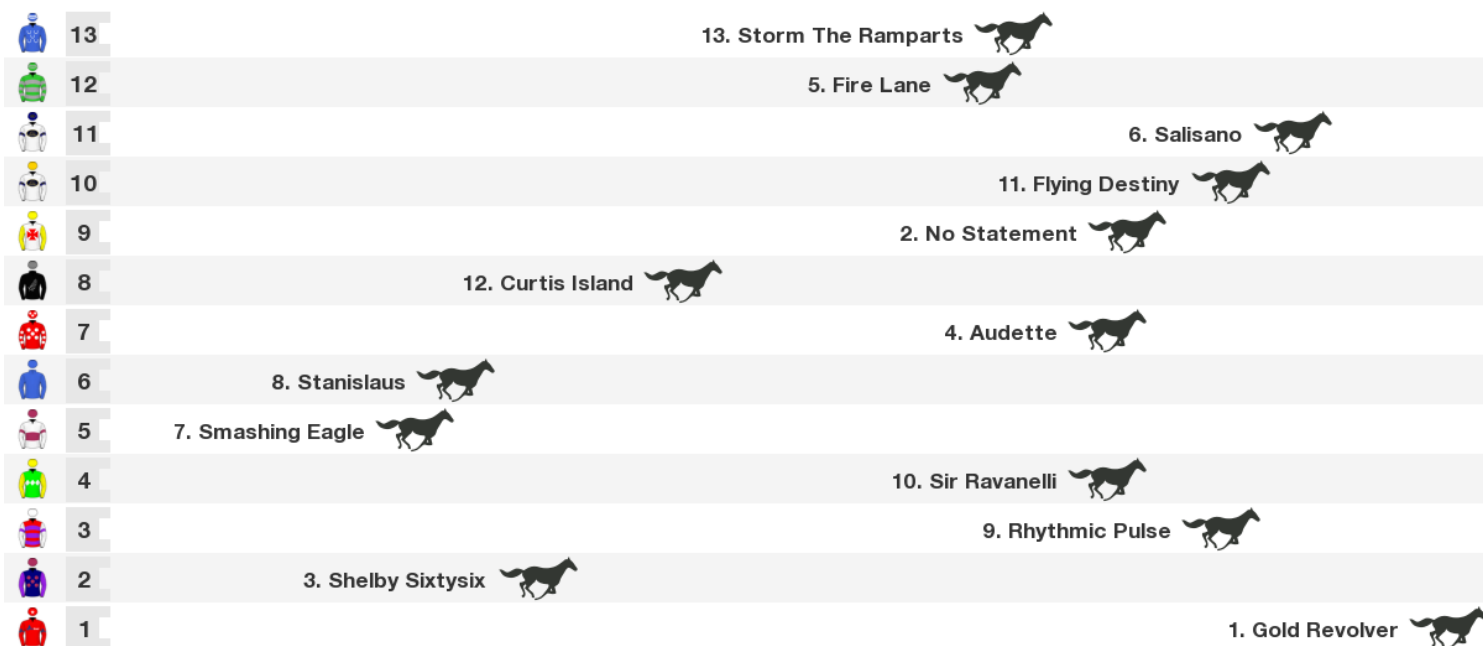 13 13. Storm The Ramparts
12 5. Fire Lane
11 6. Salisano
10 11. Flying Destiny
9 2. No Statement
8 12. Curtis Island
7 4. Audette
6 8. Stanislaus
5 7. Smashing Eagle
4 10. Sir Ravanelli
3 9. Rhythmic Pulse
2 3. Shelby Sixtysix
1 1. Gold Revolver